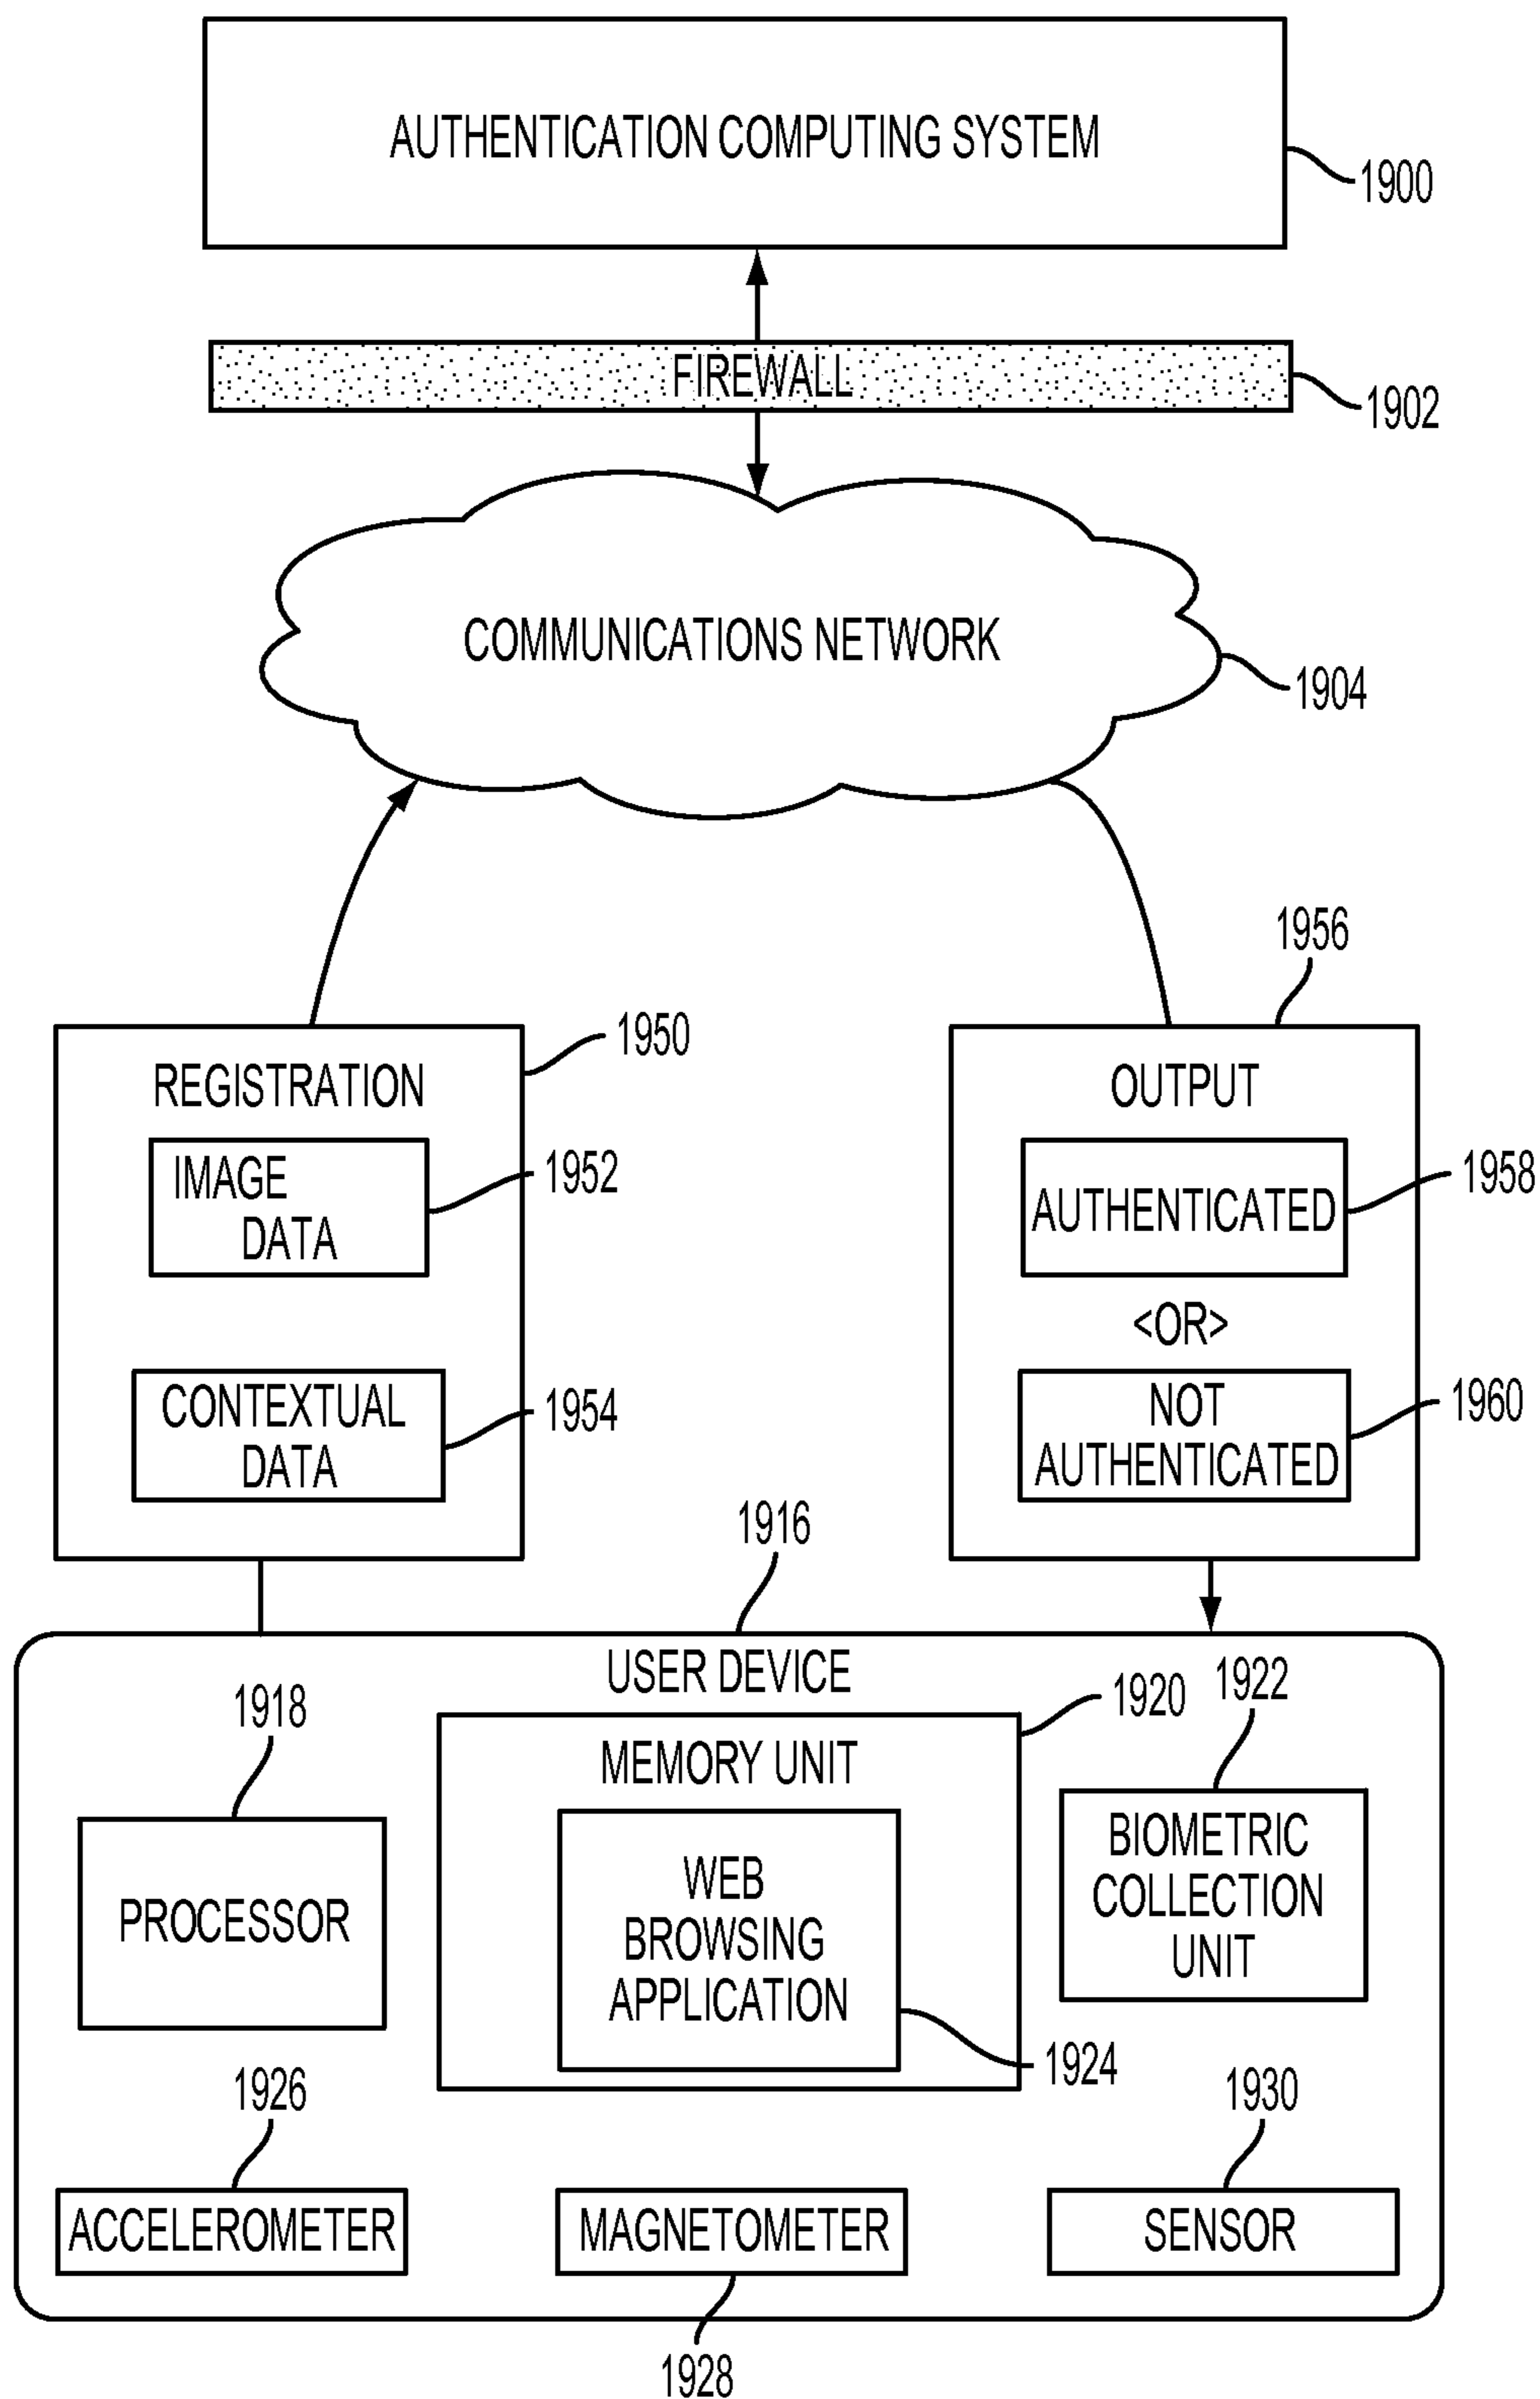 AUTHENTICATION COMPUTING SYSTEM
1900
FIREWALL
1902
COMMUNICATIONS NETWORK
1904
1956
1950
REGISTRATION
OUTPUT
IMAGE
DATA
1952
AUTHENTICATED
1958
<OR>
CONTEXTUAL
DATA
1954
NOT
AUTHENTICATED
1960
1916
USER DEVICE
1918
1920
1922
MEMORY UNIT
PROCESSOR
WEB
BROWSING
APPLICATION
BIOMETRIC
COLLECTION
UNIT
1924
1926
1930
ACCELEROMETER
MAGNETOMETER
SENSOR
1928